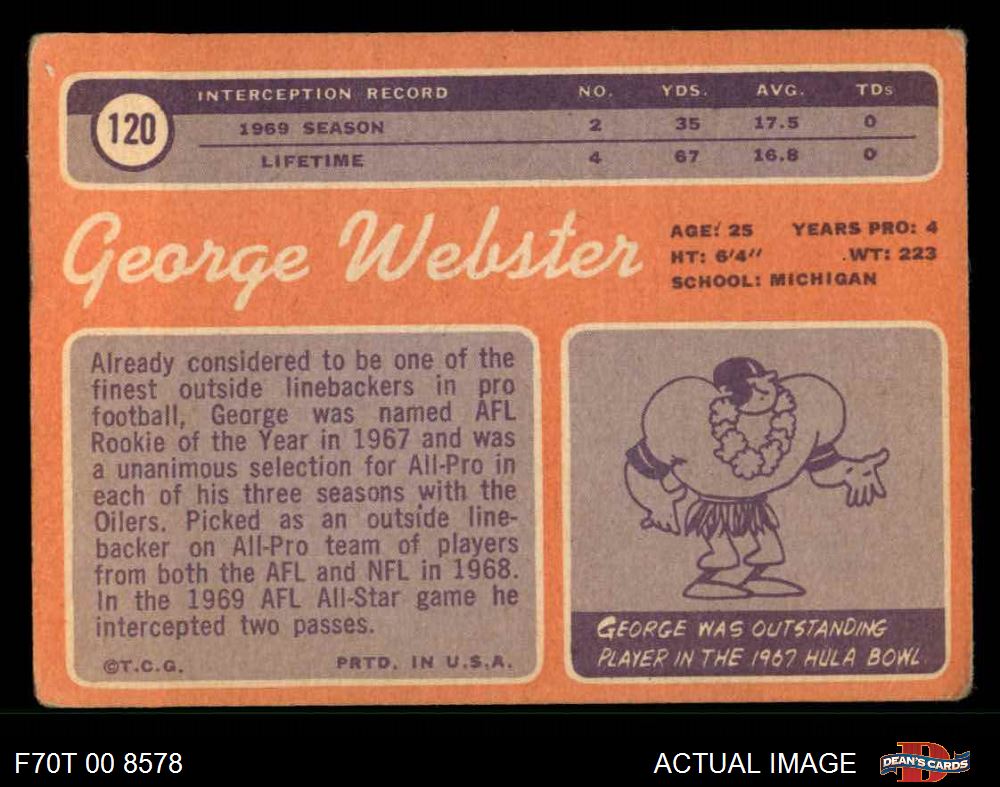 120
INTERCEPTION RECORD NO. YDS. AVG. TDs
1969 SEASON 2 35 17.5 0
LIFETIME 4 67 16.8 0
George Webster
AGE: 25 YEARS PRO: 4
HT: 6'4" WT: 223
SCHOOL: MICHIGAN
Already considered to be one of the
finest outside linebackers in pro
football, George was named AFL
Rookie of the Year in 1967 and was
a unanimous selection for All-Pro in
each of his three seasons with the
Oilers. Picked as an outside line-
backer on All-Pro team of players
from both the AFL and NFL in 1968.
In the 1969 AFL All-Star game he
intercepted two passes.
©T.C.G. PRTD. IN U.S.A.
GEORGE WAS OUTSTANDING
PLAYER IN THE 1967 HULA BOWL.
F70T 00 8578
ACTUAL IMAGE
D
DEAN'S CARDS